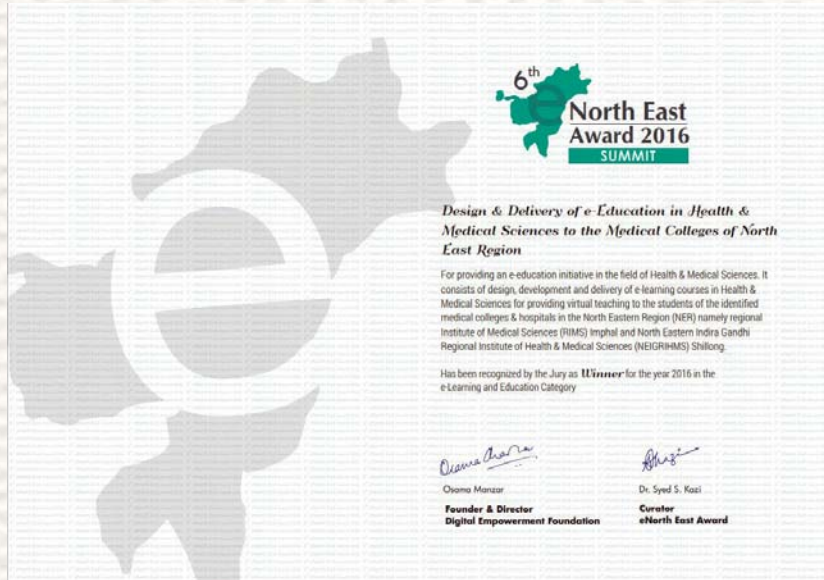 6th
e North East
Award 2016
SUMMIT
Design & Delivery of e-Education in Health &
Medical Sciences to the Medical Colleges of North
East Region
For providing an e-education initiative in the field of Health & Medical Sciences. It
consists of design, development and delivery of e-learning courses in Health &
Medical Sciences for providing virtual teaching to the students of the identified
medical colleges & hospitals in the North Eastern Region (NER) namely regional
Institute of Medical Sciences (RIMS) Imphal and North Eastern Indira Gandhi
Regional Institute of Health & Medical Sciences (NEIGRIHMS) Shillong.
Has been recognized by the Jury as Winner for the year 2016 in the
e-Learning and Education Category
Osama Manzar
Dr. Syed S. Kazi
Founder & Director
Curator
Digital Empowerment Foundation
eNorth East Award